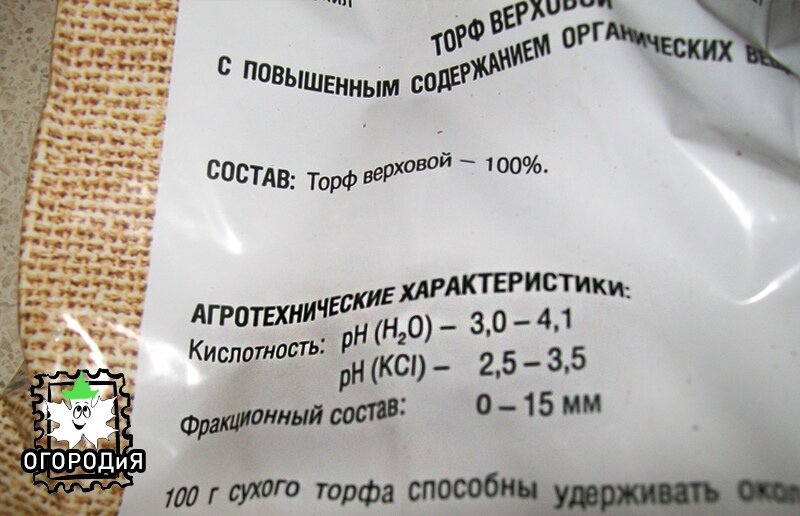 ТОРФ ВЕРХОВОЙ
С ПОВЫШЕННЫМ СОДЕРЖАНИЕМ ОРГАНИЧЕСКИХ
СОСТАВ: Торф верховой – 100%.
АГРОТЕХНИЧЕСКИЕ ХАРАКТЕРИСТИКИ:
Кислотность: pH (H₂O) – 3,0 – 4,1
pH (KCl) – 2,5 – 3,5
Фракционный состав: 0 – 15 мм
100 г сухого торфа способны удерживать
ОГОРОДиЯ